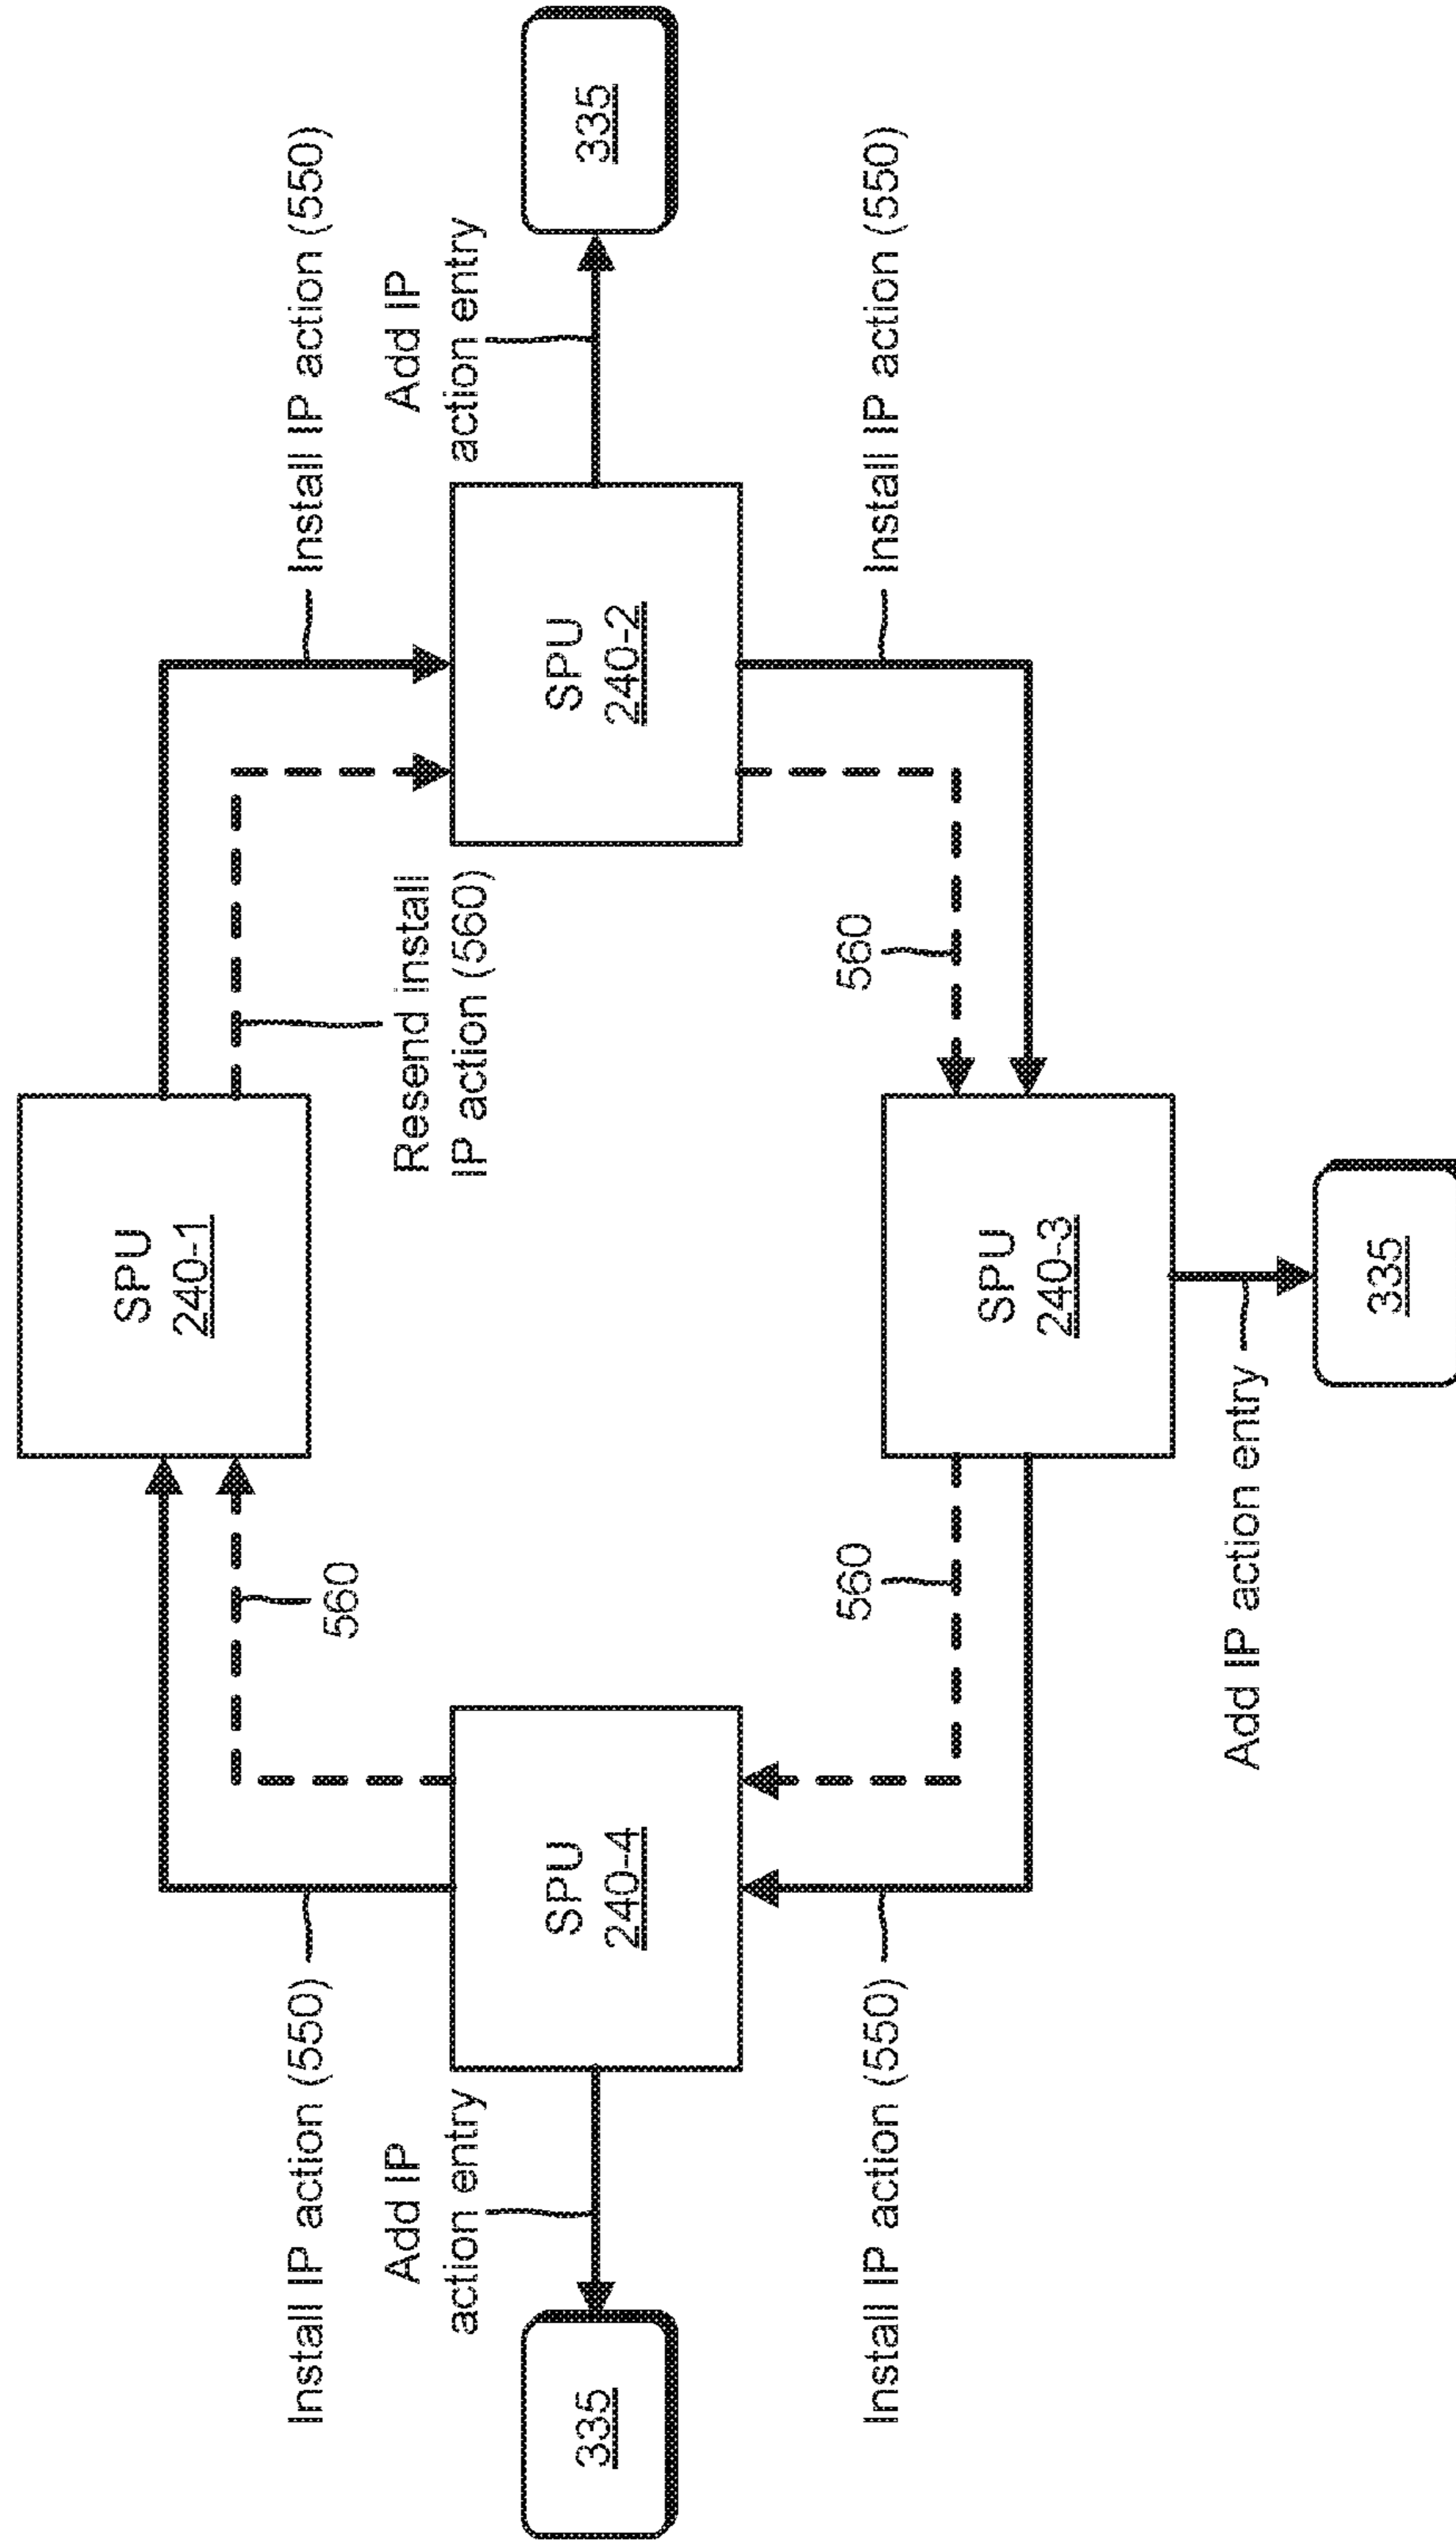 SPU
240-1
Install IP action (550)
Install IP action (550)
560
Resend install
IP action (560)
Add IP
action entry
Add IP
action entry
335
SPU
240-4
SPU
240-2
335
560
560
Install IP action (550)
Install IP action (550)
SPU
240-3
Add IP action entry
335